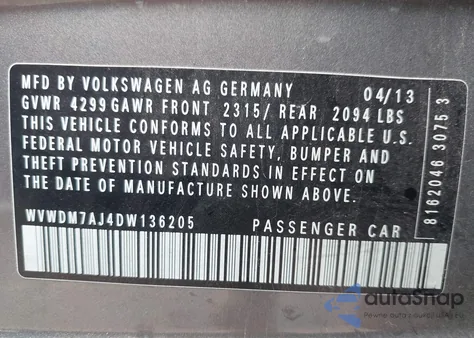 MFD BY VOLKSWAGEN AG GERMANY 04/13
GVWR 4299 GAWR FRONT 2315/ REAR 2094 LBS
THIS VEHICLE CONFORMS TO ALL APPLICABLE U.S.
FEDERAL MOTOR VEHICLE SAFETY, BUMPER AND
THEFT PREVENTION STANDARDS IN EFFECT ON
THE DATE OF MANUFACTURE SHOWN ABOVE.
WVWDM7AJ4DW136205 PASSENGER CAR
8162046 3075 3
autoSnap
Pewne auta z